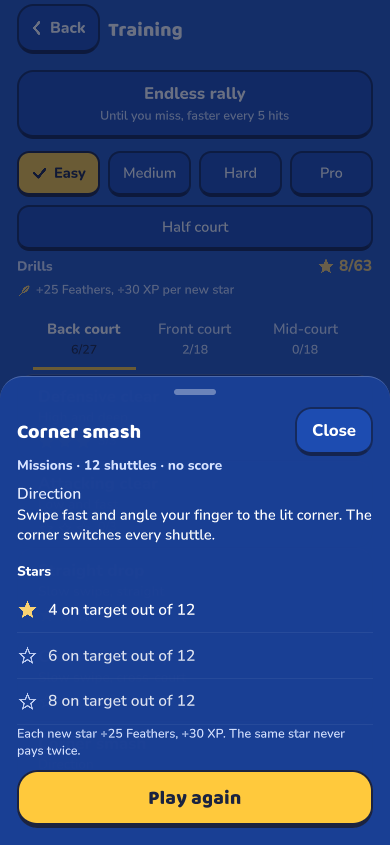 Back
Training
Endless rally
Until you miss, faster every 5 hits
Easy
Medium
Hard
Pro
Half court
Drills
8/63
+25 Feathers, +30 XP per new star
Back court
Front court
Mid-court
6/27
2/18
0/18
Corner smash
Close
Missions · 12 shuttles · no score
Direction
Swipe fast and angle your finger to the lit corner. The
corner switches every shuttle.
Stars
4 on target out of 12
6 on target out of 12
8 on target out of 12
Each new star +25 Feathers, +30 XP. The same star never
pays twice.
Play again